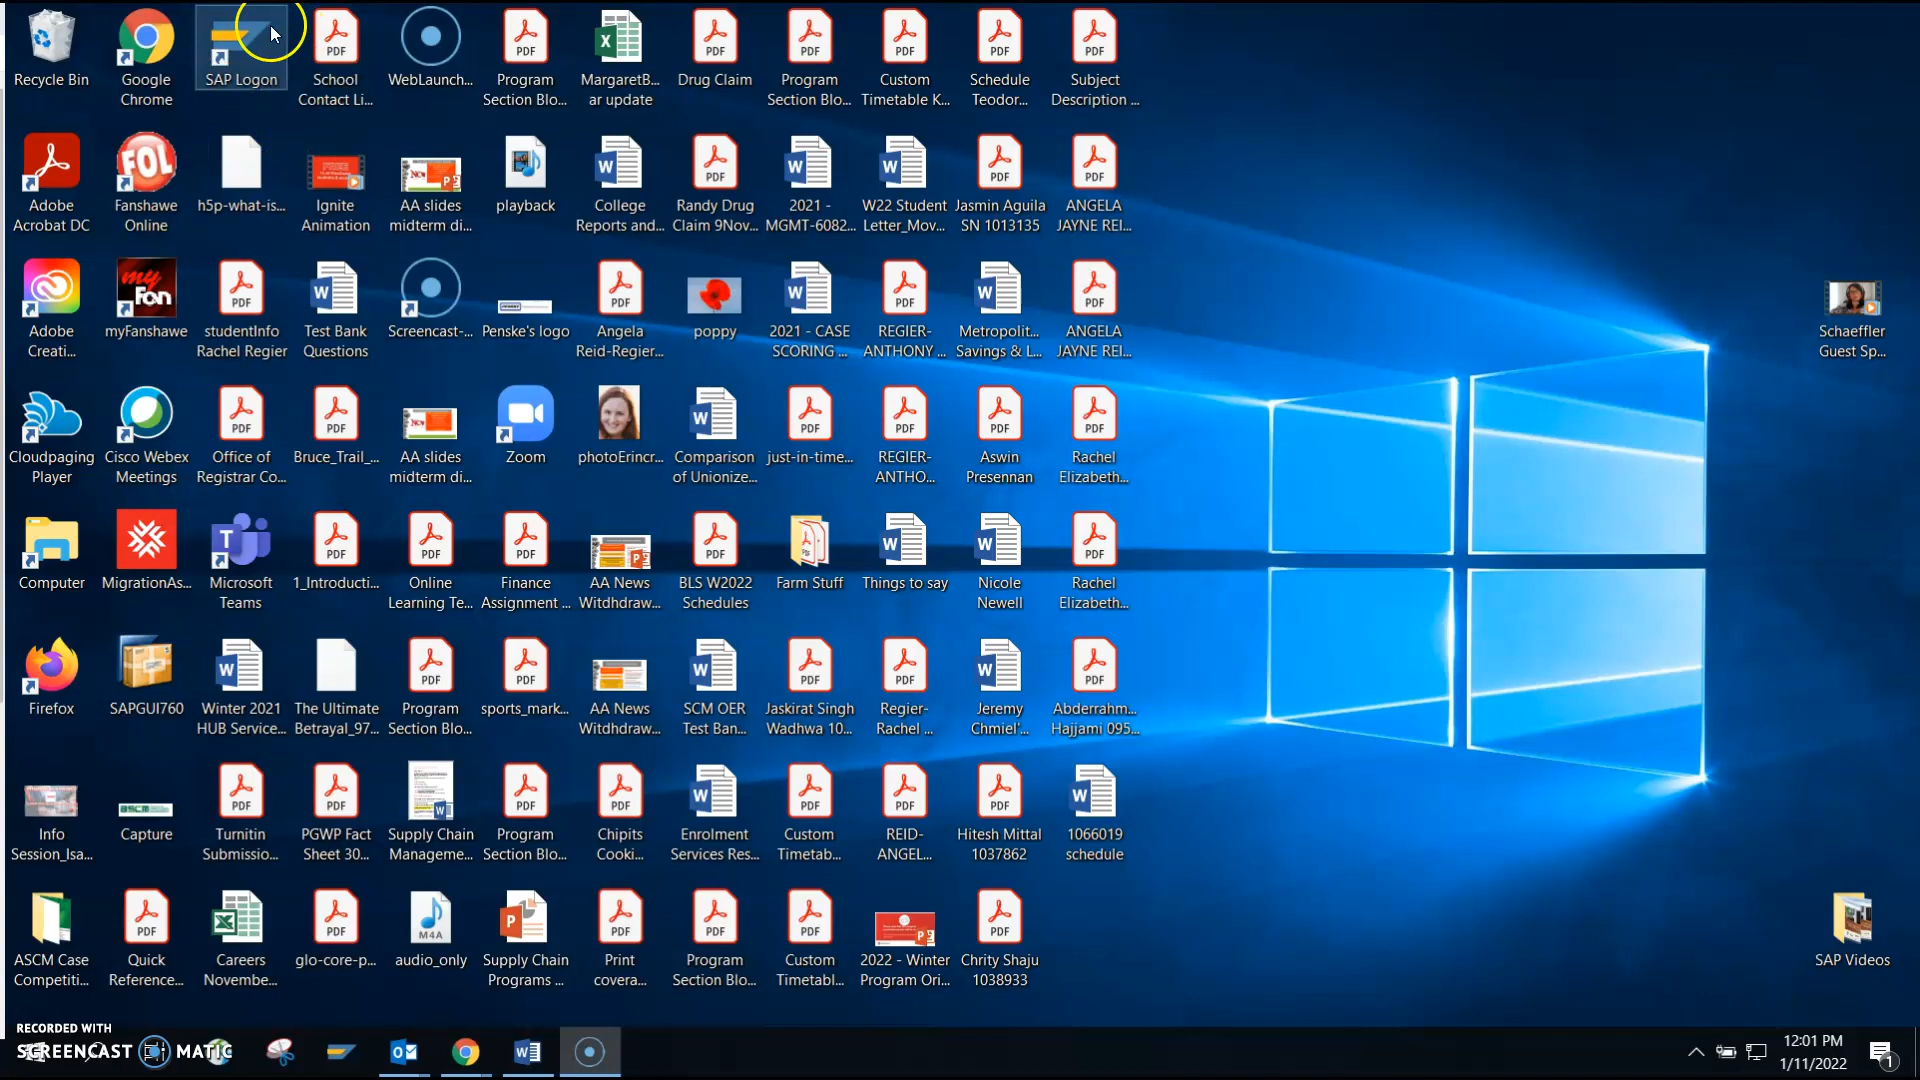 Recycle Bin
Google
Chrome
SAP Logon
School
Contact Li...
WebLaunch...
Program
Section Blo...
MargaretB...
ar update
Drug Claim
Program
Section Blo...
Custom
Timetable K...
Schedule
Teodor...
Subject
Description ...
Adobe
Acrobat DC
Fanshawe
Online
h5p-what-is...
Ignite
Animation
AA slides
midterm di...
playback
College
Reports and...
Randy Drug
Claim 9Nov...
2021 -
MGMT-6082...
W22 Student
Letter_Mov...
Jasmin Aguila
SN 1013135
ANGELA
JAYNE REI...
Adobe
Creati...
myFanshawe
studentInfo
Rachel Regier
Test Bank
Questions
Screencast-...
Penske's logo
Angela
Reid-Regier...
poppy
2021 - CASE
SCORING ...
REGIER-
ANTHONY ...
Metropolit...
Savings & L...
ANGELA
JAYNE REI...
Schaeffler
Guest Sp...
Cloudpaging
Player
Cisco Webex
Meetings
Office of
Registrar Co...
Bruce_Trail_...
AA slides
midterm di...
Zoom
photoErincr...
Comparison
of Unionize...
just-in-time...
REGIER-
ANTHO...
Aswin
Presennan
Rachel
Elizabeth...
Computer
MigrationAs...
Microsoft
Teams
1_Introducti...
Online
Learning Te...
Finance
Assignment ...
AA News
Witdhdraw...
BLS W2022
Schedules
Farm Stuff
Things to say
Nicole
Newell
Rachel
Elizabeth...
Firefox
SAPGUI760
Winter 2021
HUB Service...
The Ultimate
Betrayal_97...
Program
Section Blo...
sports_mark...
AA News
Witdhdraw...
SCM OER
Test Ban...
Jaskirat Singh
Wadhwa 10...
Regier-
Rachel ...
Jeremy
Chmiel'...
Abderrahm...
Hajjami 095...
Info
Session_Isa...
Capture
Turnitin
Submissio...
PGWP Fact
Sheet 30...
Supply Chain
Manageme...
Program
Section Blo...
Chipits
Cooki...
Enrolment
Services Res...
Custom
Timetab...
REID-
ANGEL...
Hitesh Mittal
1037862
1066019
schedule
ASCM Case
Competiti...
Quick
Reference...
Careers
Novembe...
glo-core-p...
audio_only
Supply Chain
Programs ...
Print
covera...
Program
Section Blo...
Custom
Timetabl...
2022 - Winter
Program Ori...
Chrity Shaju
1038933
SAP Videos
RECORDED WITH
SCREENCAST MATIC
12:01 PM
1/11/2022
1